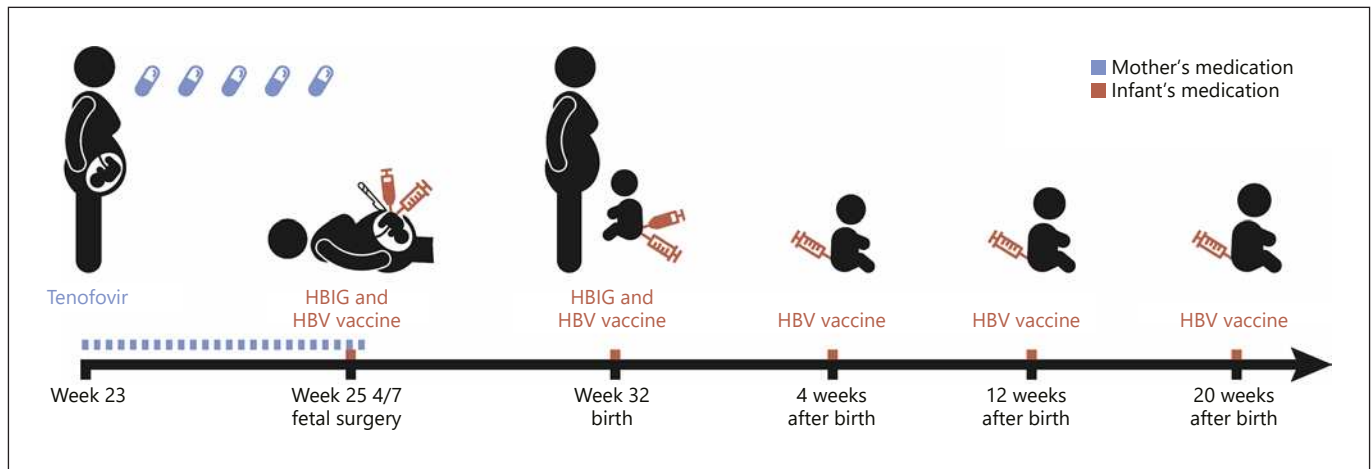 Mother's medication
Infant's medication
Tenofovir
HBIG and
HBV vaccine
HBIG and
HBV vaccine
HBV vaccine
HBV vaccine
HBV vaccine
Week 23
Week 25 4/7
fetal surgery
Week 32
birth
4 weeks
after birth
12 weeks
after birth
20 weeks
after birth